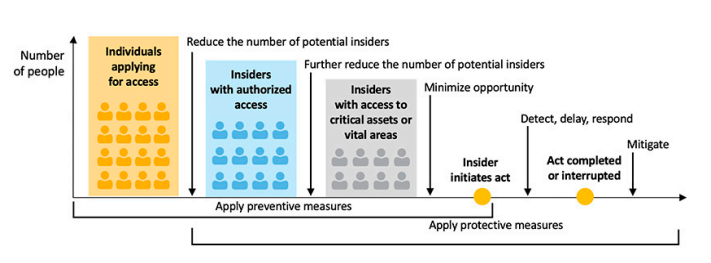 Number
of people
Individuals
applying
for access
Reduce the number of potential insiders
Insiders
with authorized
access
Further reduce the number of potential insiders
Insiders
with access to
critical assets or
vital areas
Minimize opportunity
Insider
initiates act
Detect, delay, respond
Act completed
or interrupted
Mitigate
Apply preventive measures
Apply protective measures